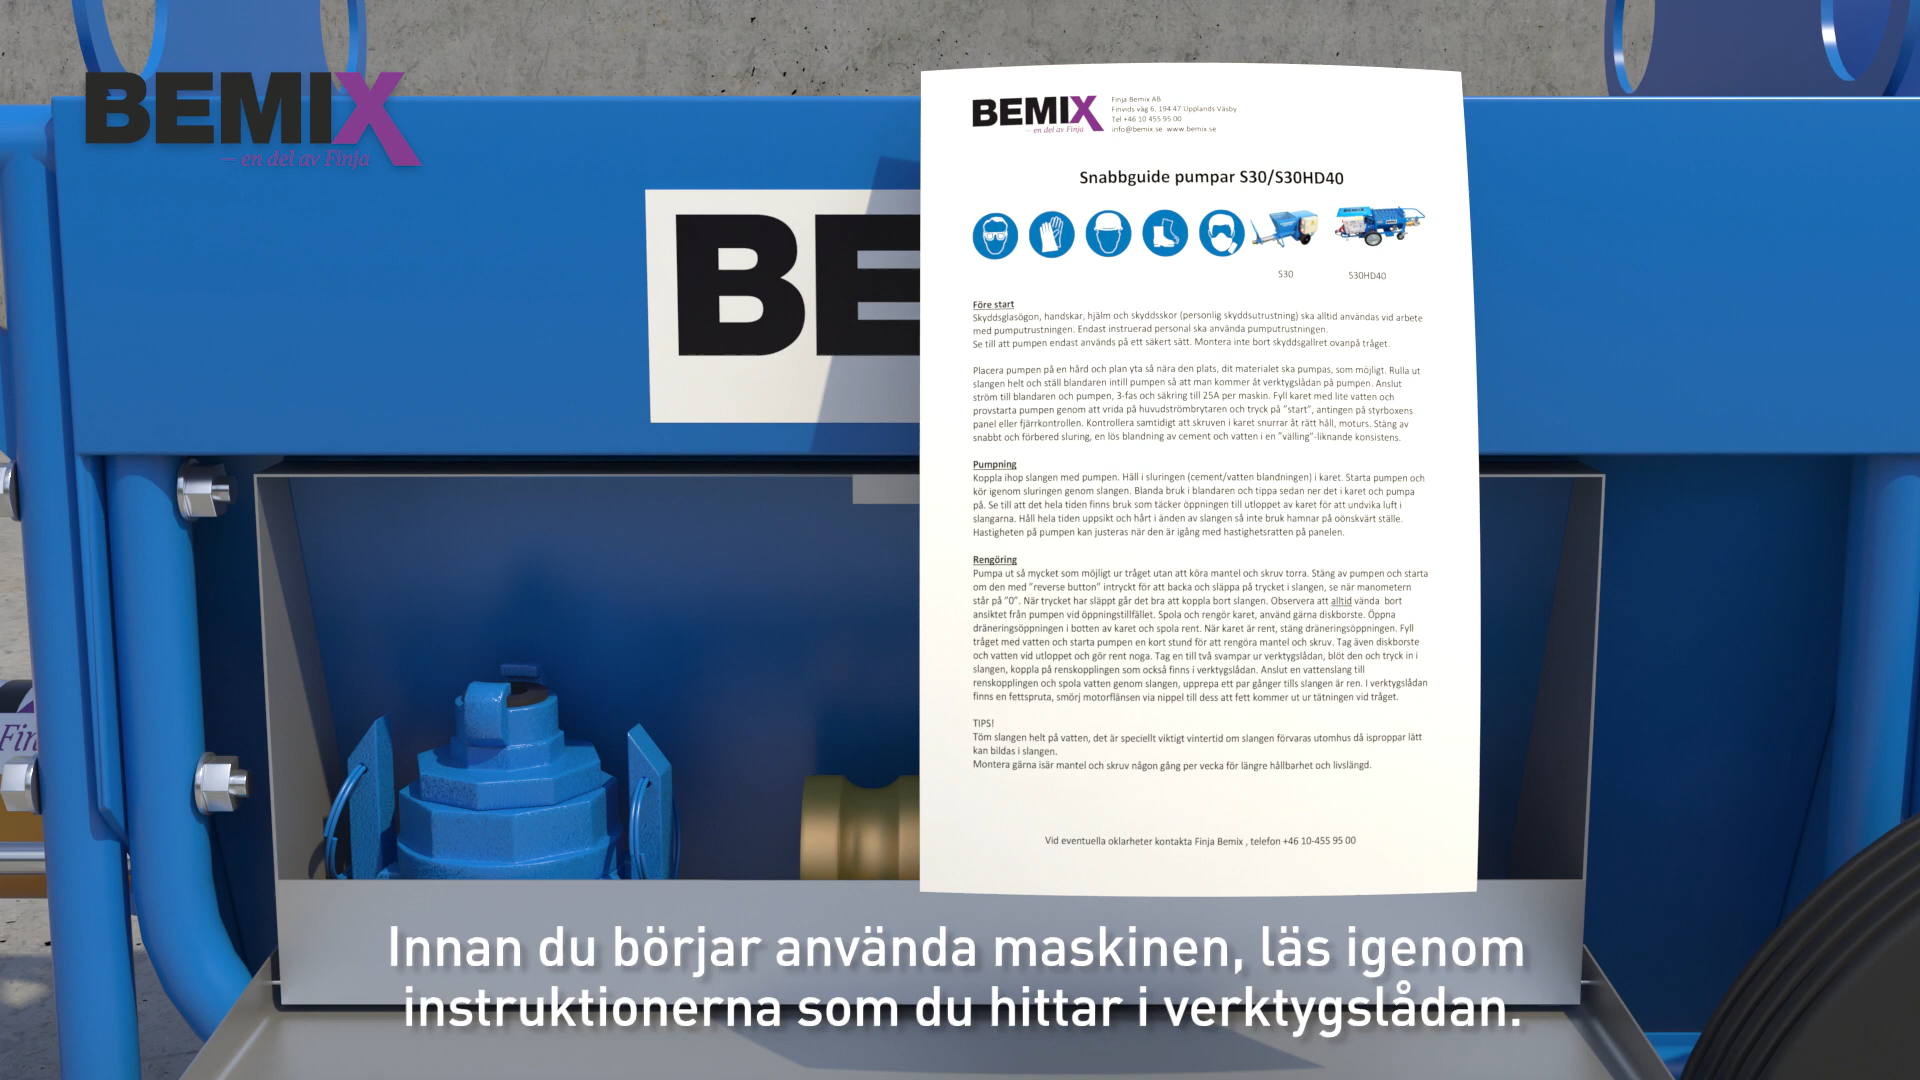 BEMIX
– en del av Finja
BE
Fin
BEMIX
– en del av Finja
Finja Bemix AB
Finvids väg 6, 194 47 Upplands Väsby
Tel +46 10 455 95 00
info@bemix.se www.bemix.se
Snabbguide pumpar S30/S30HD40
S30
S30HD40
Före start
Skyddsglasögon, handskar, hjälm och skyddsskor (personlig skyddsutrustning) ska alltid användas vid arbete
med pumputrustningen. Endast instruerad personal ska använda pumputrustningen.
Se till att pumpen endast används på ett säkert sätt. Montera inte bort skyddsgallret ovanpå tråget.
Placera pumpen på en hård och plan yta så nära den plats, dit materialet ska pumpas, som möjligt. Rulla ut
slangen helt och ställ blandaren intill pumpen så att man kommer åt verktygslådan på pumpen. Anslut
ström till blandaren och pumpen, 3-fas och säkring till 25A per maskin. Fyll karet med lite vatten och
provstarta pumpen genom att vrida på huvudströmbrytaren och tryck på ”start”, antingen på styrboxens
panel eller fjärrkontrollen. Kontrollera samtidigt att skruven i karet snurrar åt rätt håll, moturs. Stäng av
snabbt och förbered sluring, en lös blandning av cement och vatten i en ”välling”-liknande konsistens.
Pumpning
Koppla ihop slangen med pumpen. Häll i sluringen (cement/vatten blandningen) i karet. Starta pumpen och
kör igenom sluringen genom slangen. Blanda bruk i blandaren och tippa sedan ner det i karet och pumpa
på. Se till att det hela tiden finns bruk som täcker öppningen till utloppet av karet för att undvika luft i
slangarna. Håll hela tiden uppsikt och hårt i änden av slangen så inte bruk hamnar på oönskvärt ställe.
Hastigheten på pumpen kan justeras när den är igång med hastighetsratten på panelen.
Rengöring
Pumpa ut så mycket som möjligt ur tråget utan att köra mantel och skruv torra. Stäng av pumpen och starta
om den med ”reverse button” intryckt för att backa och släppa på trycket i slangen, se när manometern
står på ”0”. När trycket har släppt går det bra att koppla bort slangen. Observera att alltid vända bort
ansiktet från pumpen vid öppningstillfället. Spola och rengör karet, använd gärna diskborste. Öppna
dräneringsöppningen i botten av karet och spola rent. När karet är rent, stäng dräneringsöppningen. Fyll
tråget med vatten och starta pumpen en kort stund för att rengöra mantel och skruv. Tag även diskborste
och vatten vid utloppet och gör rent noga. Tag en till två svampar ur verktygslådan, blöt den och tryck in i
slangen, koppla på renskopplingen som också finns i verktygslådan. Anslut en vattenslang till
renskopplingen och spola vatten genom slangen, upprepa ett par gånger tills slangen är ren. I verktygslådan
finns en fettspruta, smörj motorflänsen via nippel till dess att fett kommer ut ur tätningen vid tråget.
TIPS!
Töm slangen helt på vatten, det är speciellt viktigt vintertid om slangen förvaras utomhus då isproppar lätt
kan bildas i slangen.
Montera gärna isär mantel och skruv någon gång per vecka för längre hållbarhet och livslängd.
Vid eventuella oklarheter kontakta Finja Bemix , telefon +46 10-455 95 00
Innan du börjar använda maskinen, läs igenom
instruktionerna som du hittar i verktygslådan.